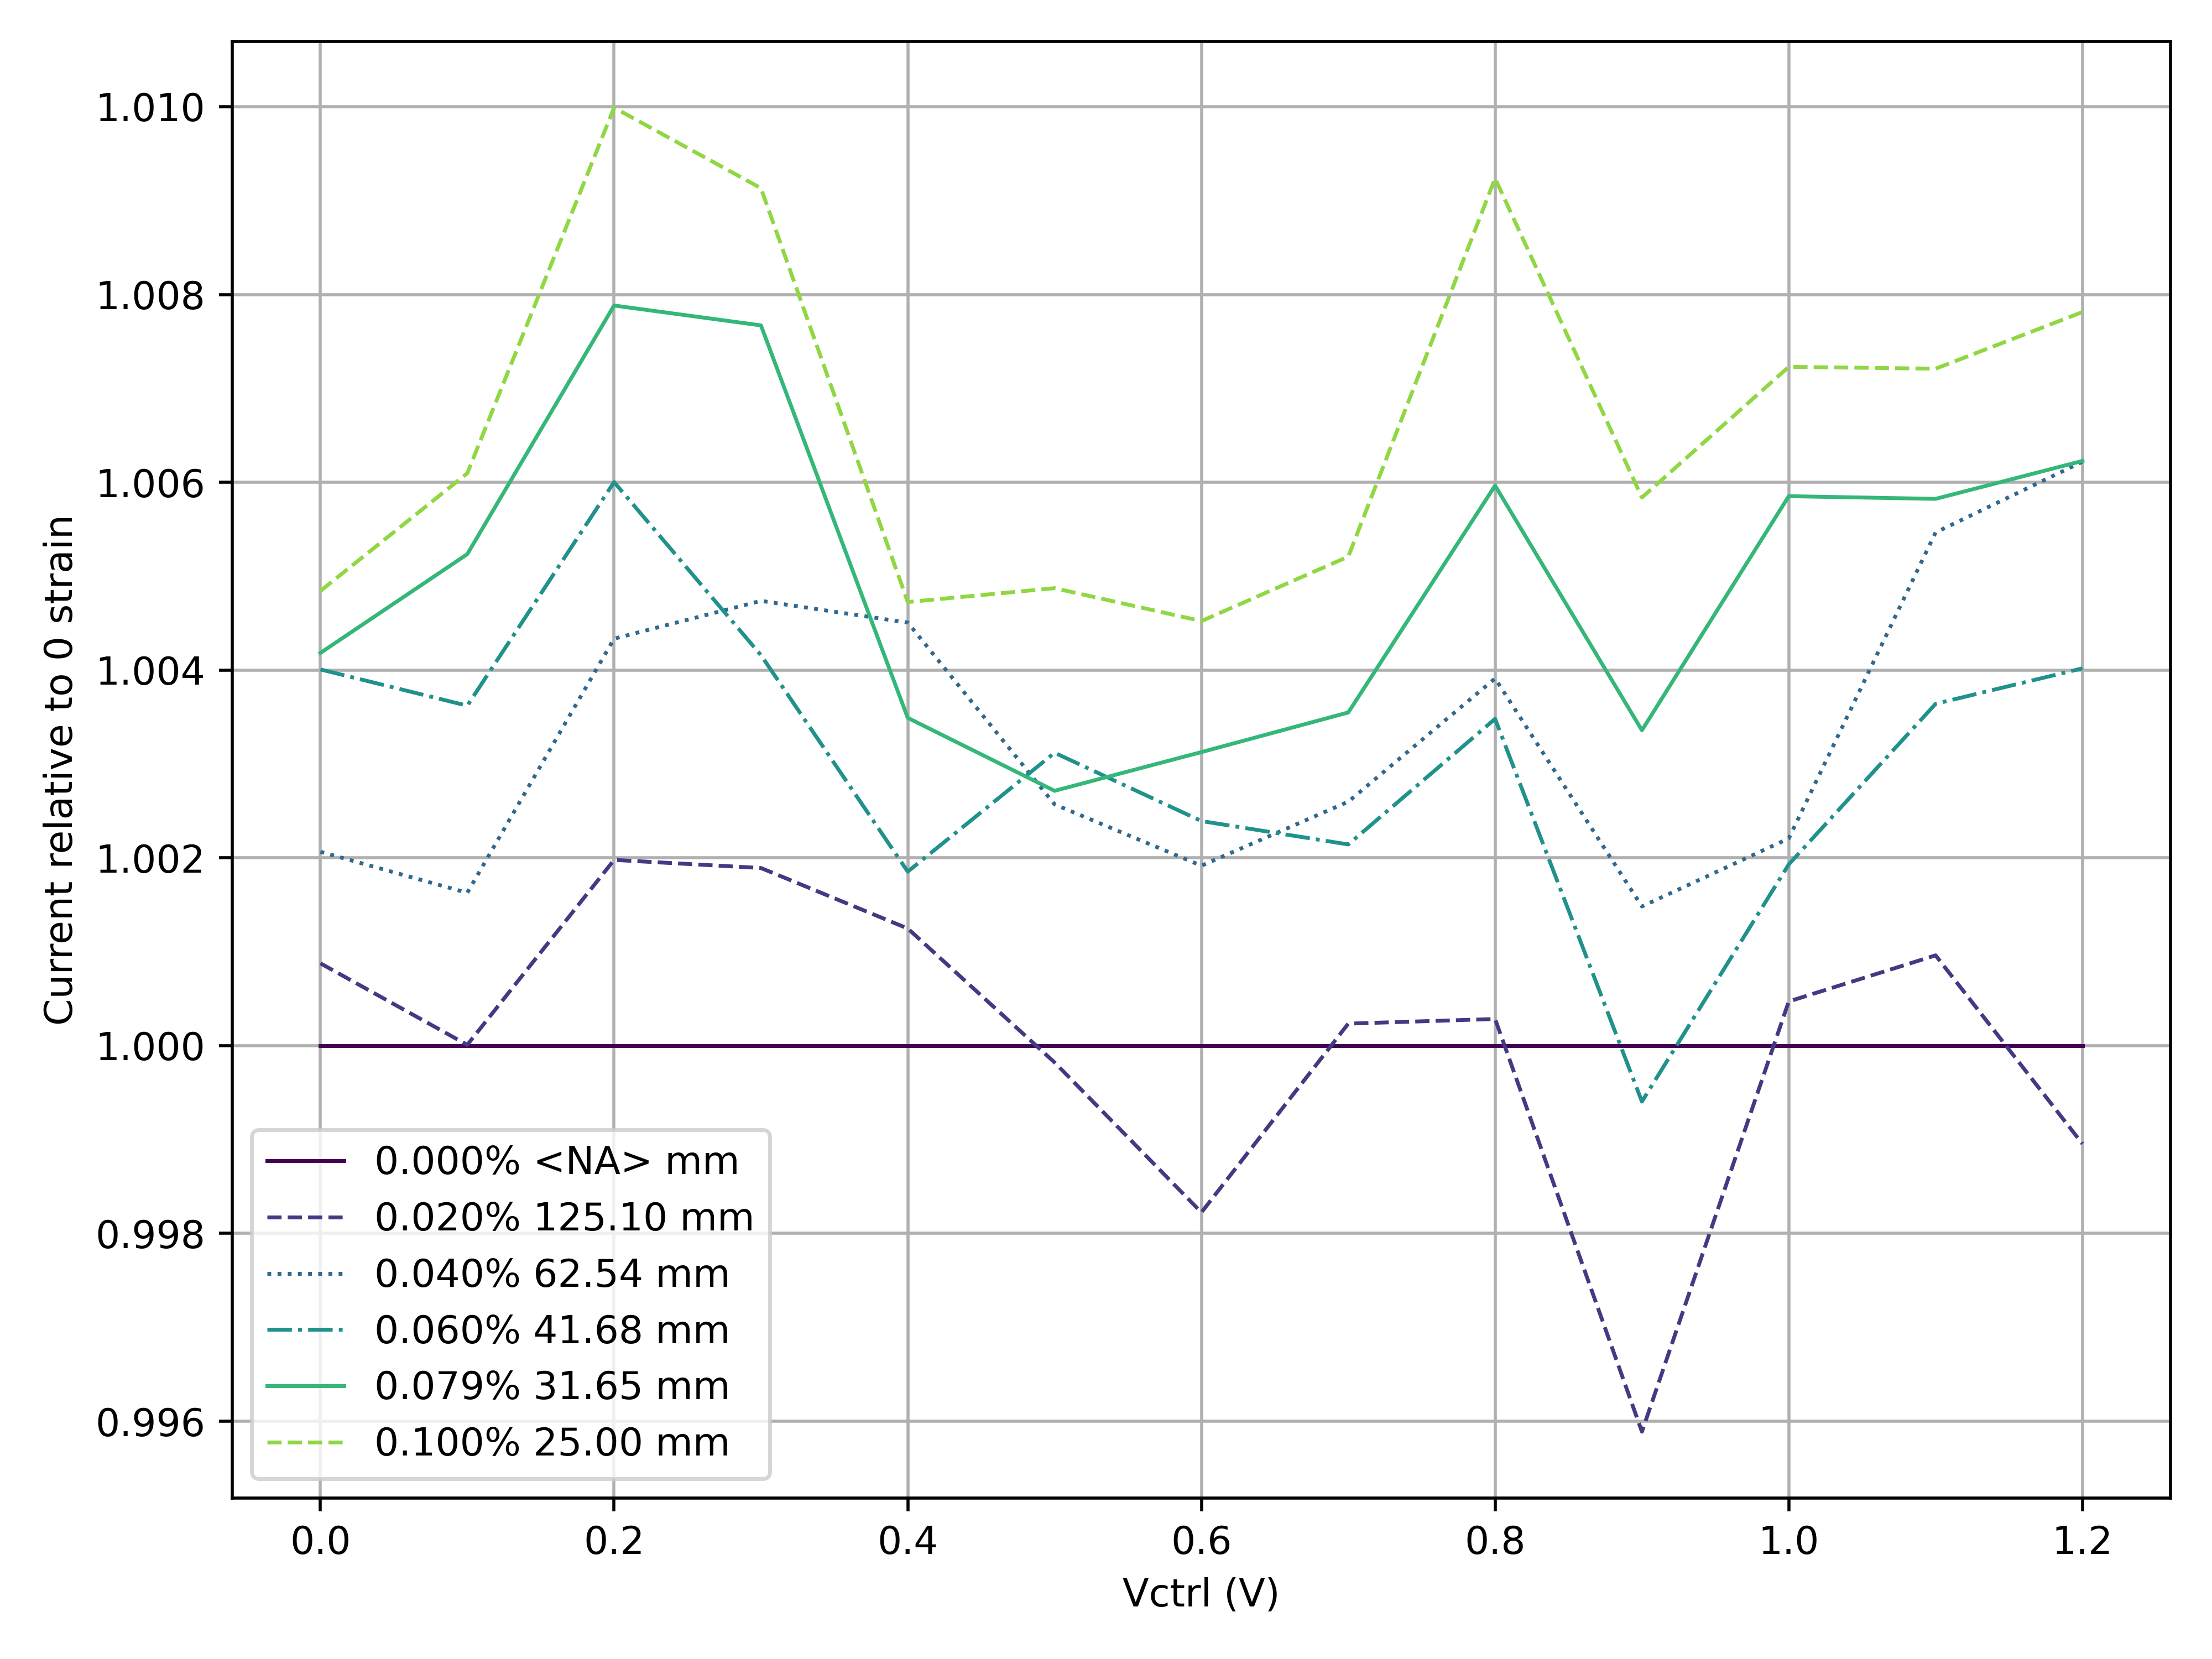 1.010
1.008
1.006
1.004
1.002
1.000
0.998
0.996
Current relative to 0 strain
0.000% <NA> mm
0.020% 125.10 mm
0.040% 62.54 mm
0.060% 41.68 mm
0.079% 31.65 mm
0.100% 25.00 mm
0.0 0.2 0.4 0.6 0.8 1.0 1.2
Vctrl (V)